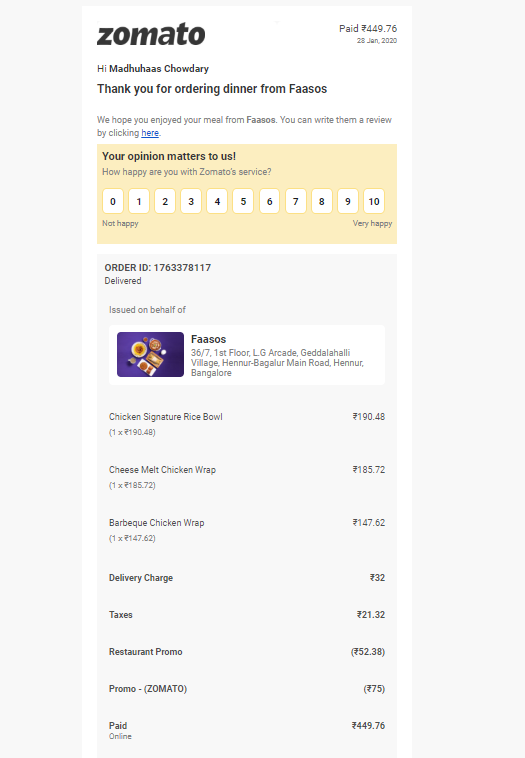 zomato
Paid ₹449.76
28 Jan, 2020
Hi Madhuhaas Chowdary
Thank you for ordering dinner from Faasos
We hope you enjoyed your meal from Faasos. You can write them a review
by clicking here.
Your opinion matters to us!
How happy are you with Zomato's service?
0 1 2 3 4 5 6 7 8 9 10
Not happy Very happy
ORDER ID: 1763378117
Delivered
Issued on behalf of
Faasos
36/7, 1st Floor, L.G Arcade, Geddalahalli
Village, Hennur-Bagalur Main Road, Hennur,
Bangalore
Chicken Signature Rice Bowl ₹190.48
(1 x ₹190.48)
Cheese Melt Chicken Wrap ₹185.72
(1 x ₹185.72)
Barbeque Chicken Wrap ₹147.62
(1 x ₹147.62)
Delivery Charge ₹32
Taxes ₹21.32
Restaurant Promo (₹52.38)
Promo - (ZOMATO) (₹75)
Paid ₹449.76
Online